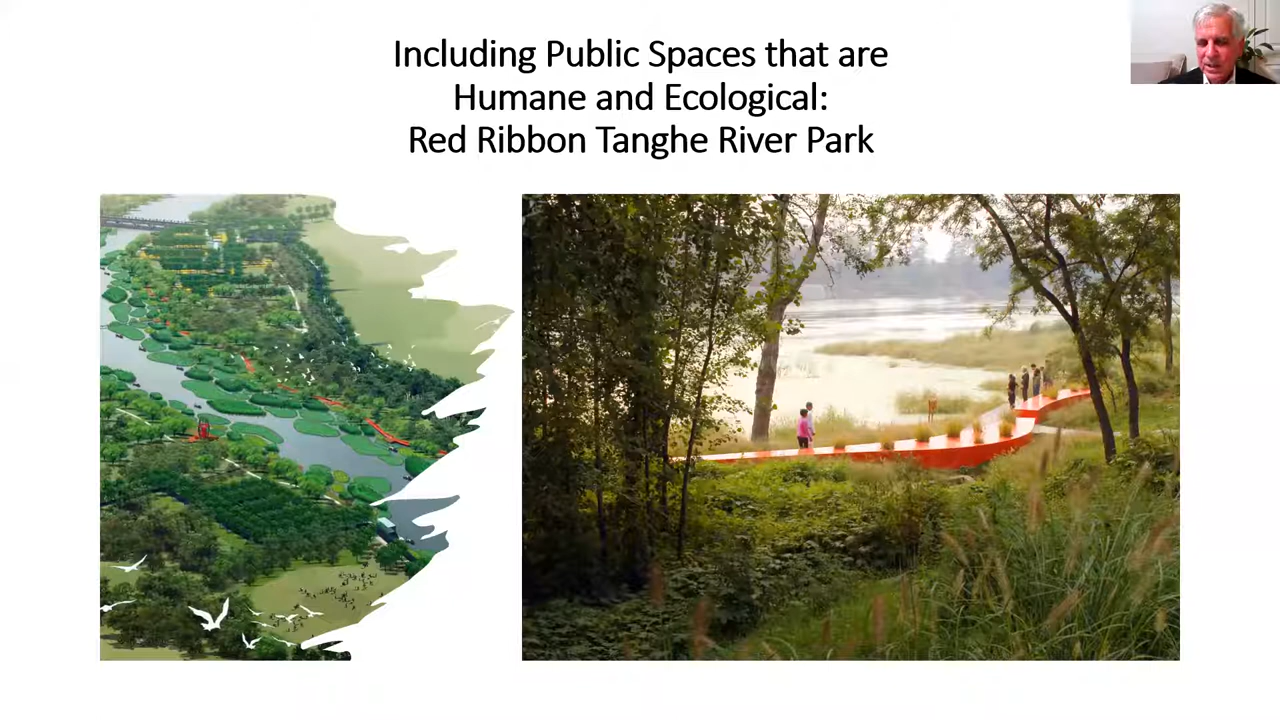 Including Public Spaces that are
Humane and Ecological:
Red Ribbon Tanghe River Park